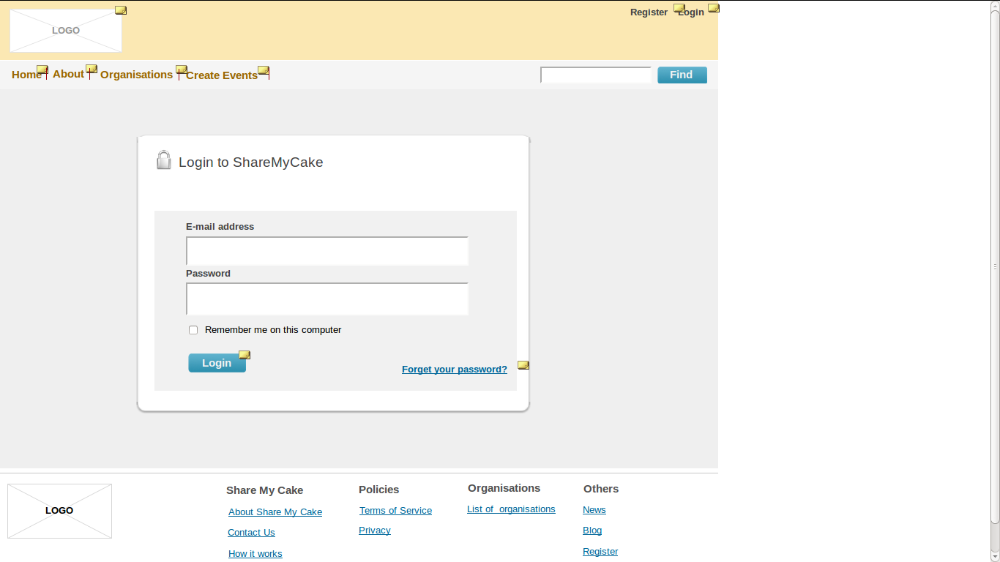 LOGO
Register Login
Home About Organisations Create Events
Find
Login to ShareMyCake
E-mail address
Password
Remember me on this computer
Login
Forget your password?
LOGO
Share My Cake
About Share My Cake
Contact Us
How it works
Policies
Terms of Service
Privacy
Organisations
List of  organisations
Others
News
Blog
Register